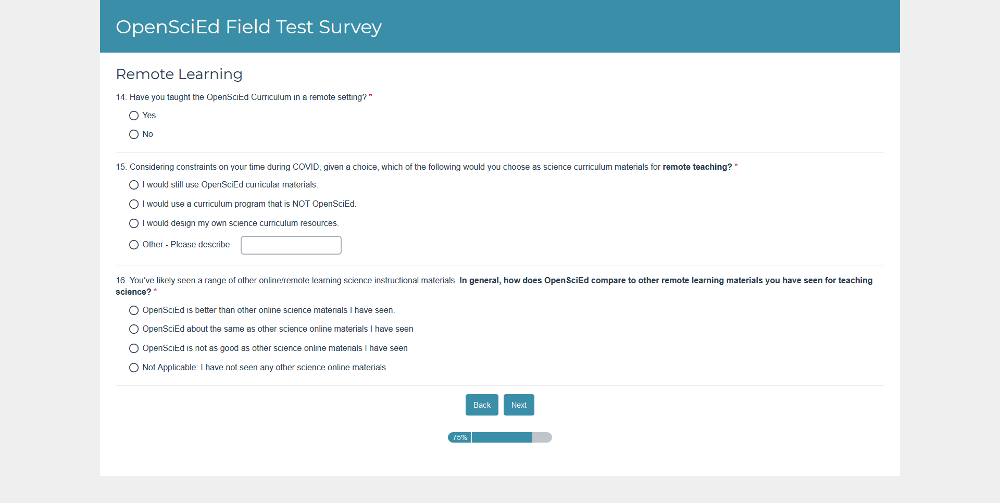 OpenSciEd Field Test Survey
Remote Learning
14. Have you taught the OpenSciEd Curriculum in a remote setting? *
Yes
No
15. Considering constraints on your time during COVID, given a choice, which of the following would you choose as science curriculum materials for remote teaching? *
I would still use OpenSciEd curricular materials.
I would use a curriculum program that is NOT OpenSciEd.
I would design my own science curriculum resources.
Other - Please describe
16. You’ve likely seen a range of other online/remote learning science instructional materials. In general, how does OpenSciEd compare to other remote learning materials you have seen for teaching
science? *
OpenSciEd is better than other online science materials I have seen.
OpenSciEd about the same as other science online materials I have seen
OpenSciEd is not as good as other science online materials I have seen
Not Applicable: I have not seen any other science online materials
Back Next
75%